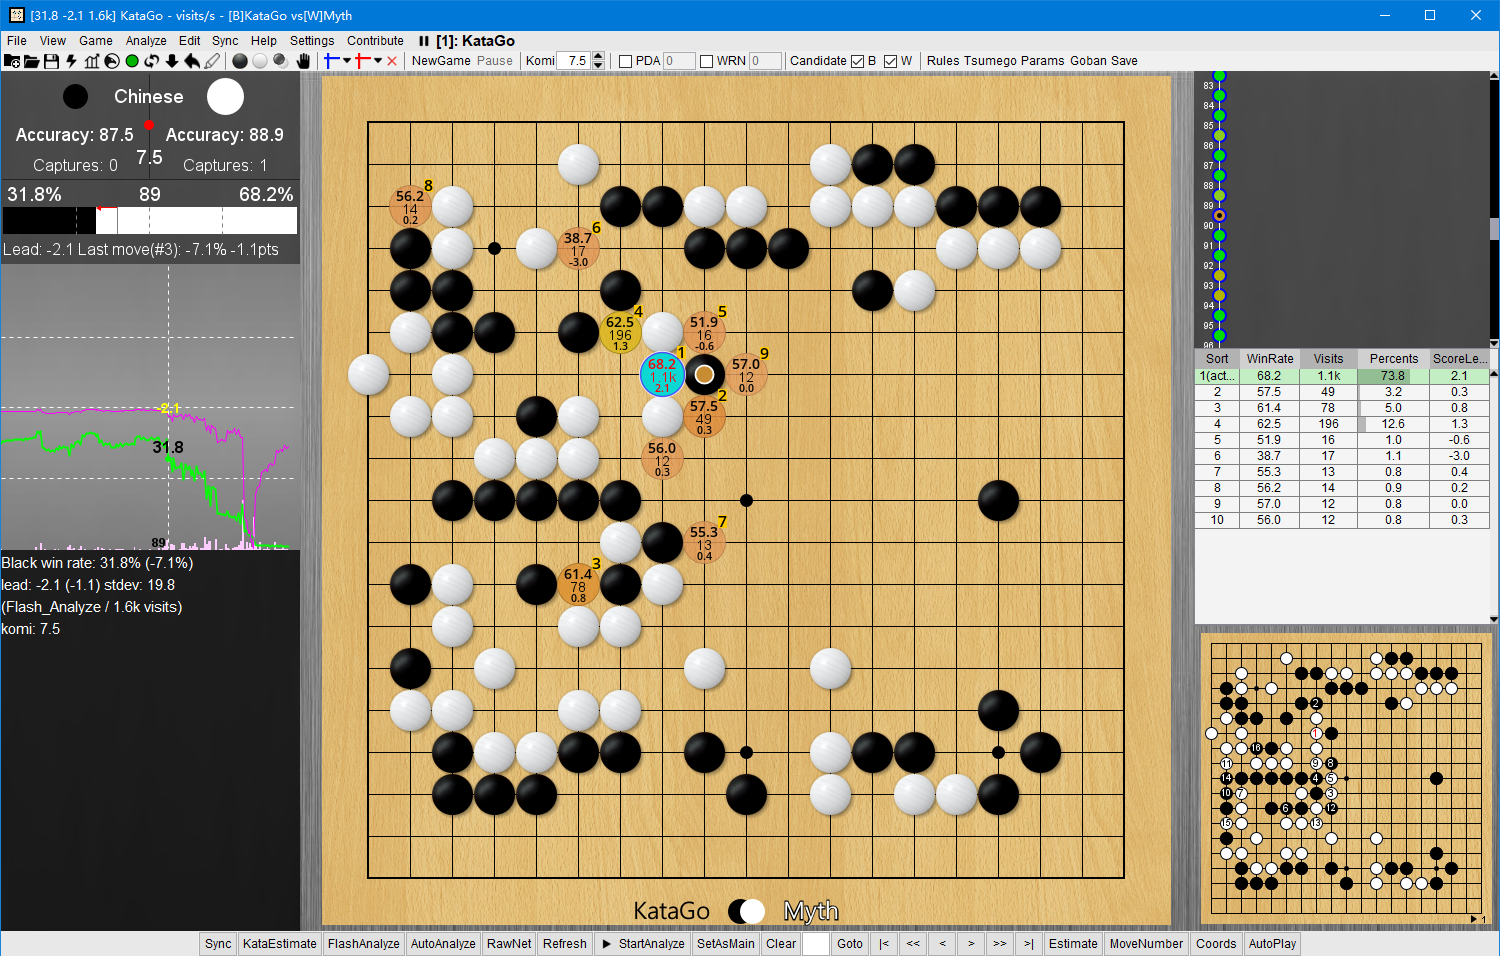 [31.8 -2.1 1.6k] KataGo - visits/s - [B]KataGo vs[W]Myth
File View Game Analyze Edit Sync Help Settings Contribute [1]: KataGo
NewGame Pause Komi 7.5 PDA 0 WRN 0 Candidate B W Rules Tsumego Params Goban Save
Chinese
Accuracy: 87.5 Accuracy: 88.9
Captures: 0 7.5 Captures: 1
31.8% 89 68.2%
Lead: -2.1 Last move(#3): -7.1% -1.1pts
-2.1
31.8
89
Black win rate: 31.8% (-7.1%)
lead: -2.1 (-1.1) stdev: 19.8
(Flash_Analyze / 1.6k visits)
komi: 7.5
8
56.2
14
0.2
6
38.7
17
-3.0
4
62.5
196
1.3
5
51.9
16
-0.6
1
68.2
1.1k
2.1
9
57.0
12
0.0
2
57.5
49
0.3
56.0
12
0.3
7
55.3
13
0.4
3
61.4
78
0.8
KataGo Myth
83
84
85
86
87
88
89
90
91
92
93
94
95
96
Sort WinRate Visits Percents ScoreLe...
1(act... 68.2 1.1k 73.8 2.1
2 57.5 49 3.2 0.3
3 61.4 78 5.0 0.8
4 62.5 196 12.6 1.3
5 51.9 16 1.0 -0.6
6 38.7 17 1.1 -3.0
7 55.3 13 0.8 0.4
8 56.2 14 0.9 0.2
9 57.0 12 0.8 0.0
10 56.0 12 0.8 0.3
2
1
16
11 9 8
14 4 5
10 7 3
6 12
15 13
1
Sync KataEstimate FlashAnalyze AutoAnalyze RawNet Refresh StartAnalyze SetAsMain Clear Goto |< << < > >> >| Estimate MoveNumber Coords AutoPlay